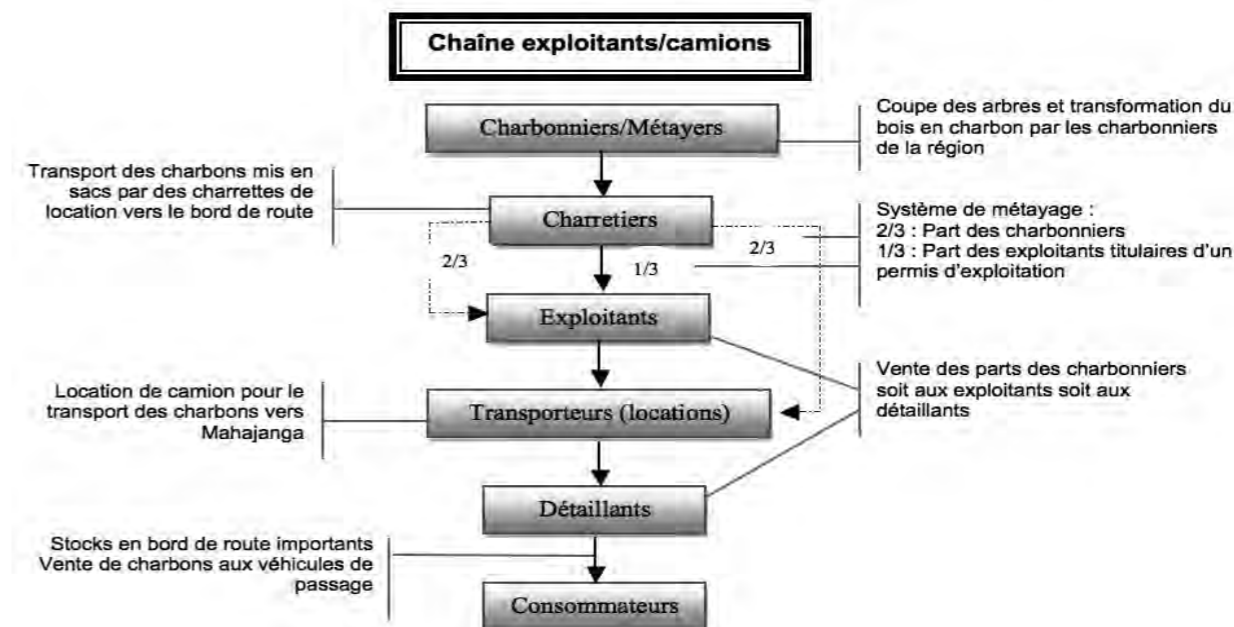 Chaîne exploitants/camions
Charbonniers/Métayers
Coupe des arbres et transformation du
bois en charbon par les charbonniers
de la région
Transport des charbons mis en
sacs par des charrettes de
location vers le bord de route
Charretiers
Système de métayage :
2/3 : Part des charbonniers
1/3 : Part des exploitants titulaires d'un
permis d'exploitation
2/3
1/3
2/3
Exploitants
Vente des parts des charbonniers
soit aux exploitants soit aux
détaillants
Location de camion pour le
transport des charbons vers
Mahajanga
Transporteurs (locations)
Détaillants
Stocks en bord de route importants
Vente de charbons aux véhicules de
passage
Consommateurs